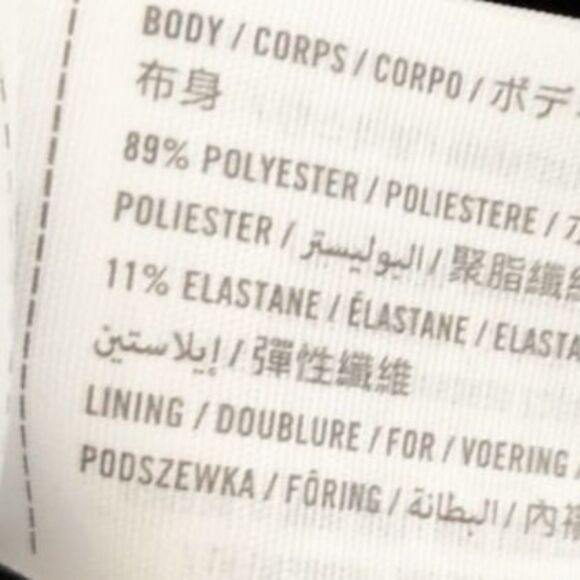 BODY / CORPS / CORPO / ボデ
布身
89% POLYESTER / POLIESTERE /
POLIESTER / البوليستر / 聚脂纖
11% ELASTANE / ÉLASTANE / ELASTA
إيلاستين / 彈性纖維
LINING / DOUBLURE / FOR / VOERING
PODSZEWKA / FÔRING / البطانة / 內